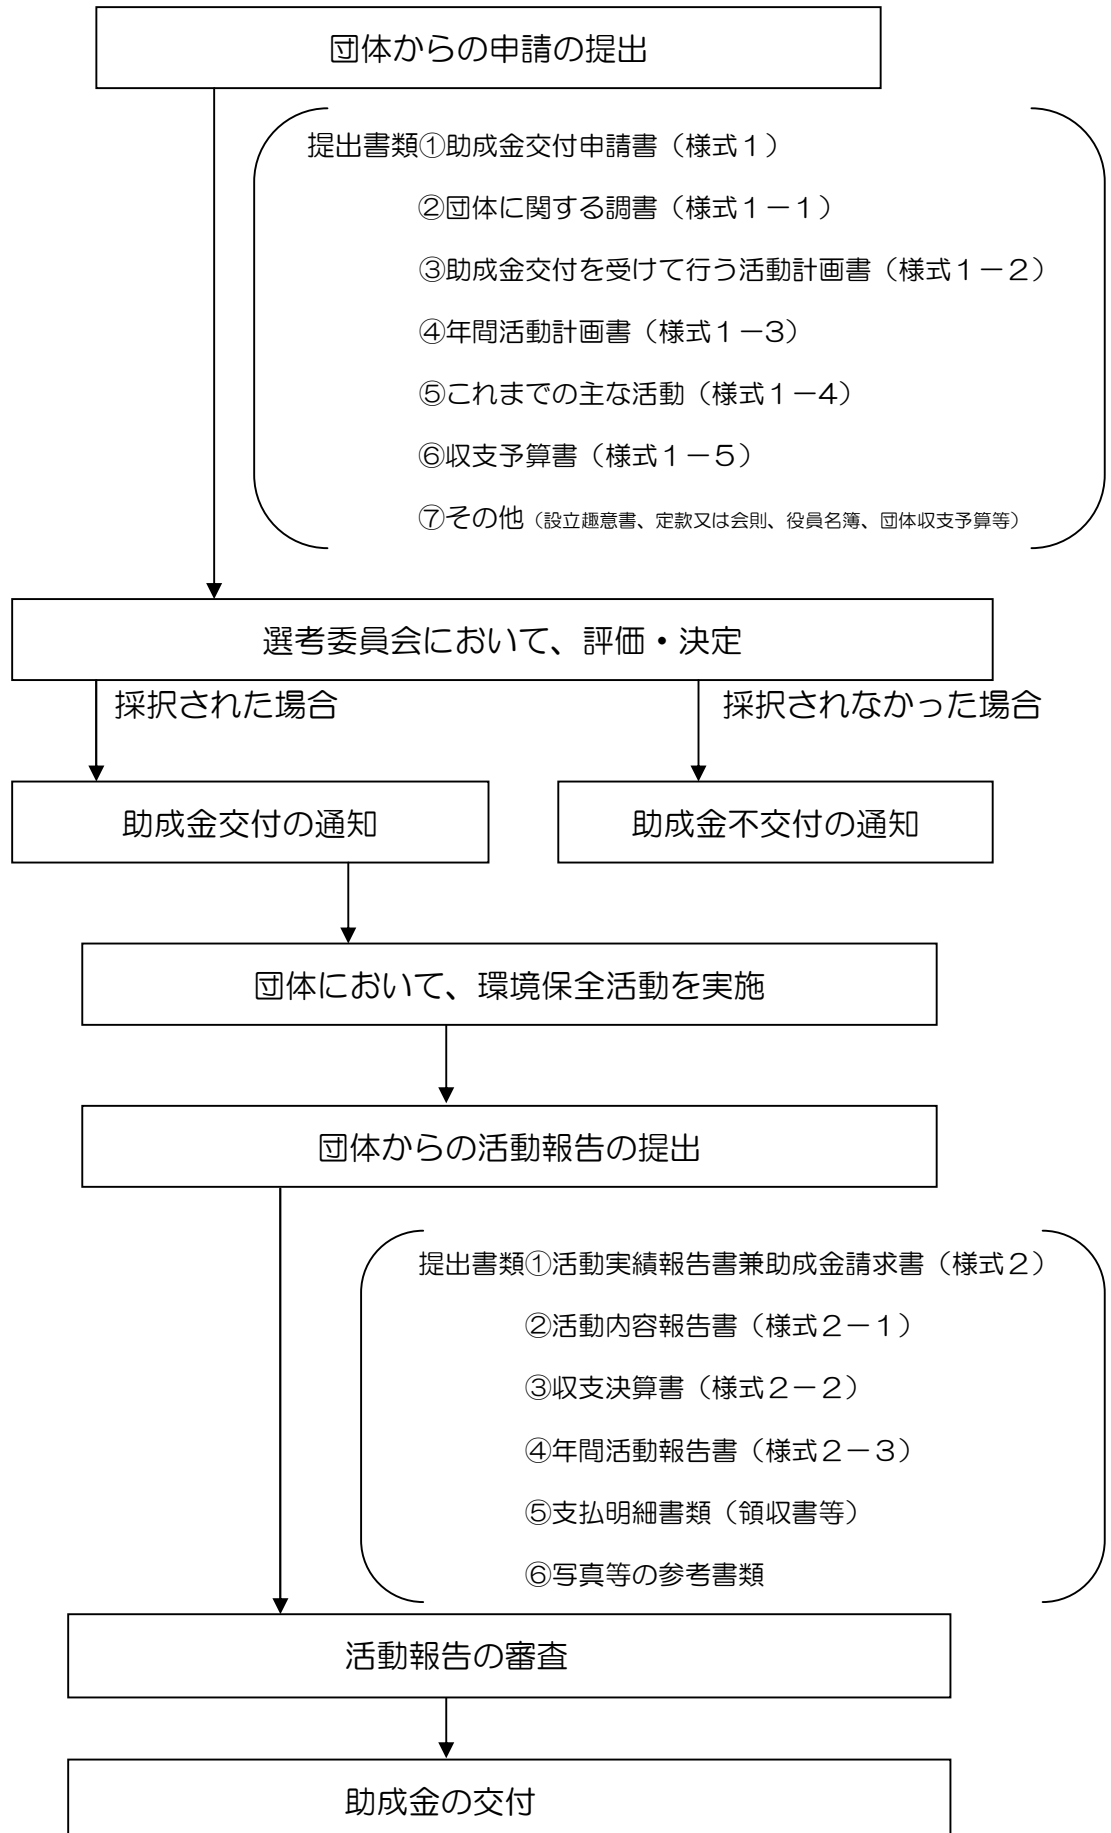 団体からの申請の提出
提出書類①助成金交付申請書（様式１）
②団体に関する調書（様式１－１）
③助成金交付を受けて行う活動計画書（様式１－２）
④年間活動計画書（様式１－３）
⑤これまでの主な活動（様式１－４）
⑥収支予算書（様式１－５）
⑦その他（設立趣意書、定款又は会則、役員名簿、団体収支予算等）
選考委員会において、評価・決定
採択された場合
採択されなかった場合
助成金交付の通知
助成金不交付の通知
団体において、環境保全活動を実施
団体からの活動報告の提出
提出書類①活動実績報告書兼助成金請求書（様式２）
②活動内容報告書（様式２－１）
③収支決算書（様式２－２）
④年間活動報告書（様式２－３）
⑤支払明細書類（領収書等）
⑥写真等の参考書類
活動報告の審査
助成金の交付